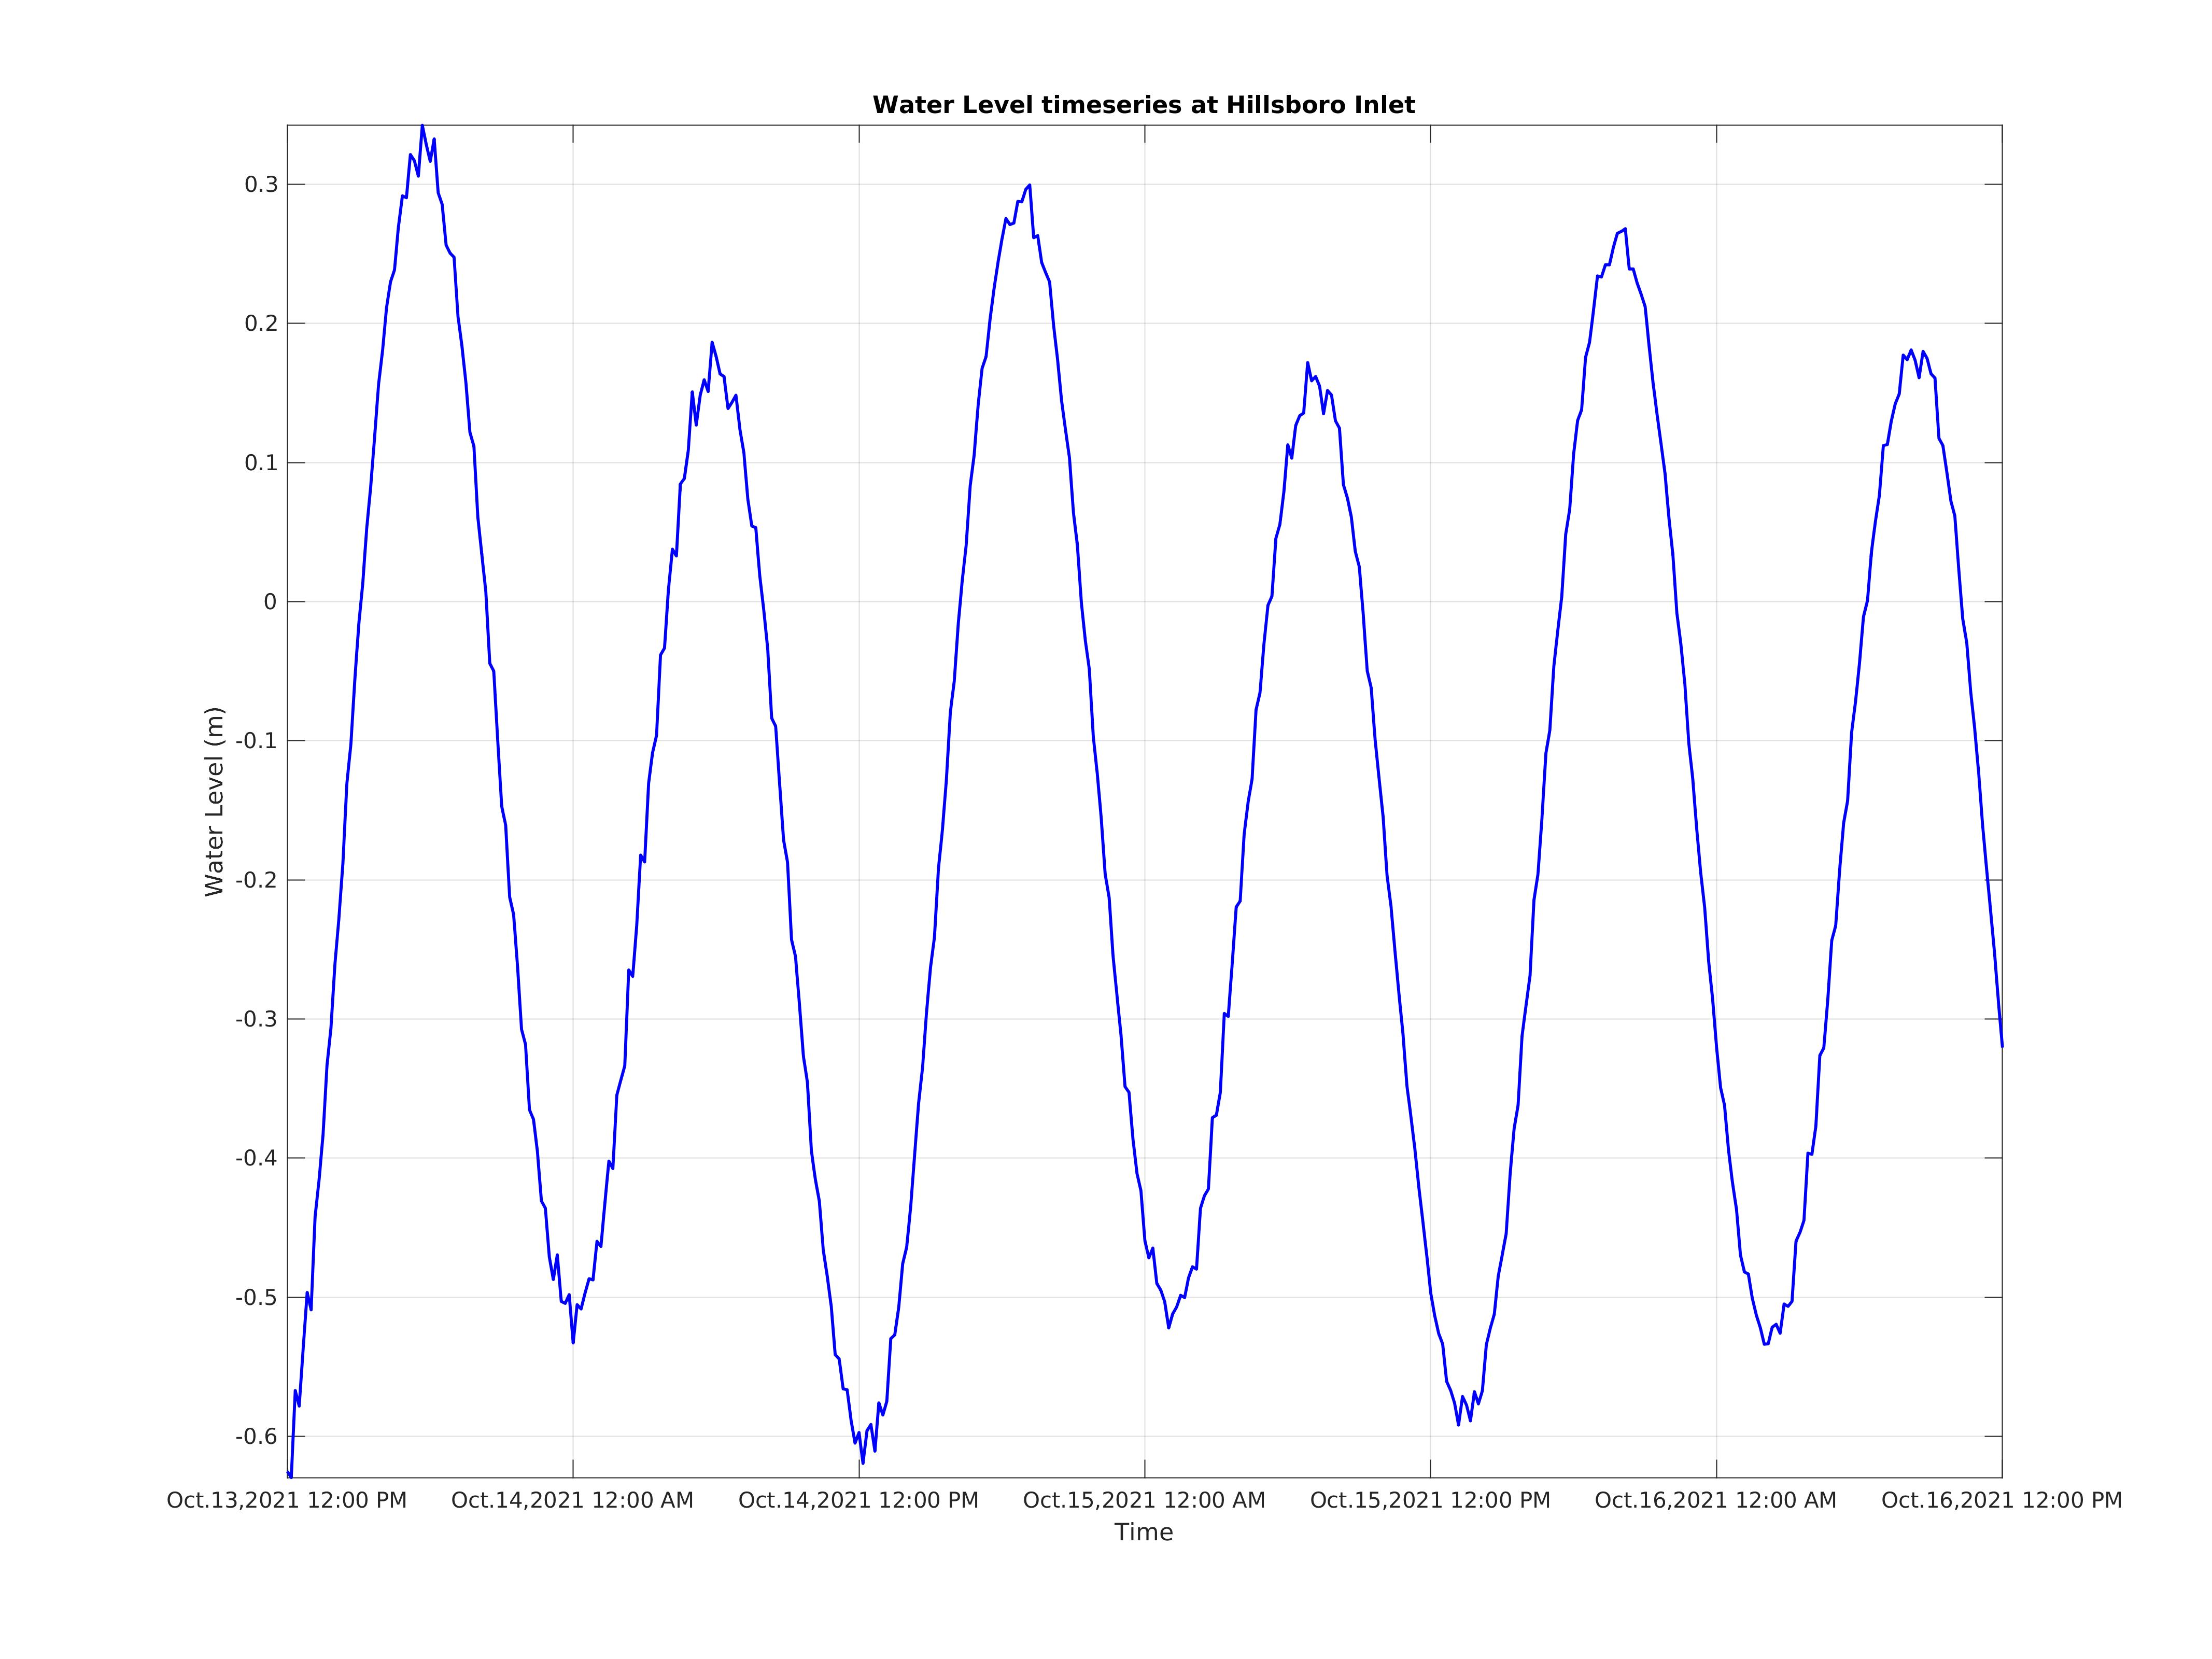 Water Level timeseries at Hillsboro Inlet
0.3
0.2
0.1
0
-0.1
-0.2
-0.3
-0.4
-0.5
-0.6
Water Level (m)
Oct.13,2021 12:00 PM
Oct.14,2021 12:00 AM
Oct.14,2021 12:00 PM
Oct.15,2021 12:00 AM
Oct.15,2021 12:00 PM
Oct.16,2021 12:00 AM
Oct.16,2021 12:00 PM
Time